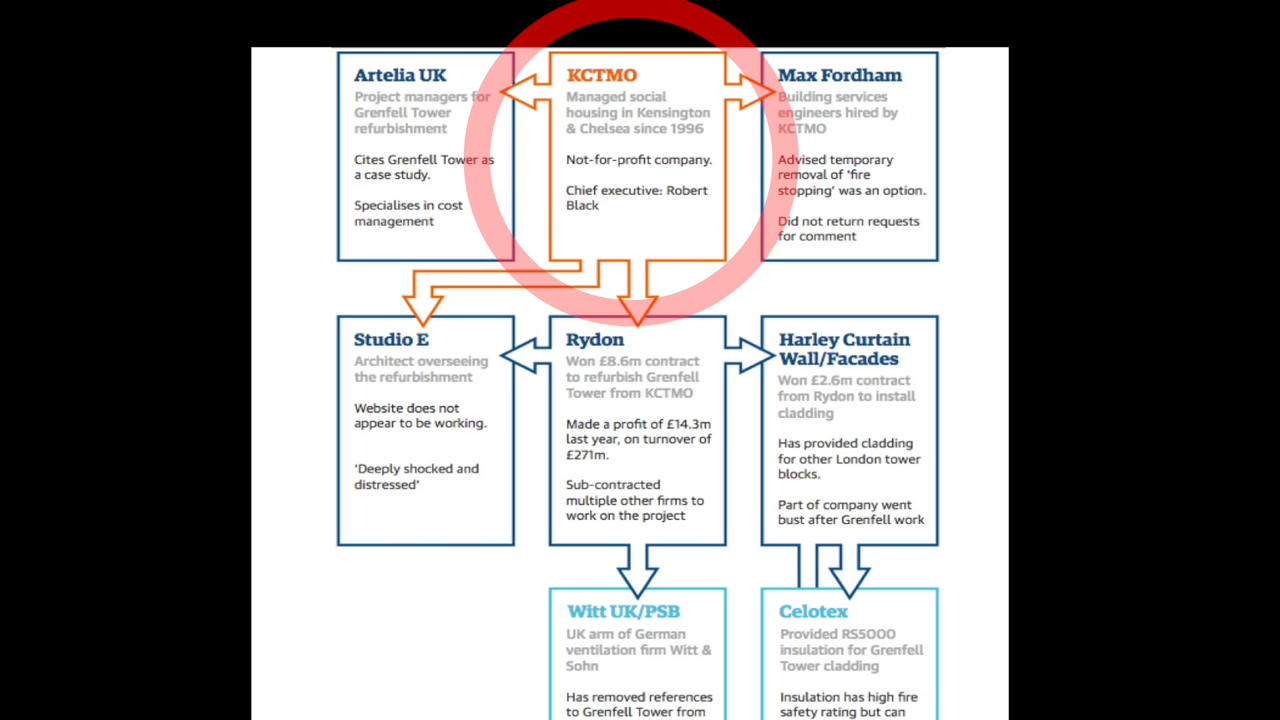 Artelia UK
Project managers for
Grenfell Tower
refurbishment
Cites Grenfell Tower as
a case study.
Specialises in cost
management
KCTMO
Managed social
housing in Kensington
& Chelsea since 1996
Not-for-profit company.
Chief executive: Robert
Black
Max Fordham
Building services
engineers hired by
KCTMO
Advised temporary
removal of 'fire
stopping' was an option.
Did not return requests
for comment
Studio E
Architect overseeing
the refurbishment
Website does not
appear to be working.
'Deeply shocked and
distressed'
Rydon
Won £8.6m contract
to refurbish Grenfell
Tower from KCTMO
Made a profit of £14.3m
last year, on turnover of
£271m.
Sub-contracted
multiple other firms to
work on the project
Harley Curtain
Wall/Facades
Won £2.6m contract
from Rydon to install
cladding
Has provided cladding
for other London tower
blocks.
Part of company went
bust after Grenfell work
Witt UK/PSB
UK arm of German
ventilation firm Witt &
Sohn
Has removed references
to Grenfell Tower from
Celotex
Provided RS5000
insulation for Grenfell
Tower cladding
Insulation has high fire
safety rating but can